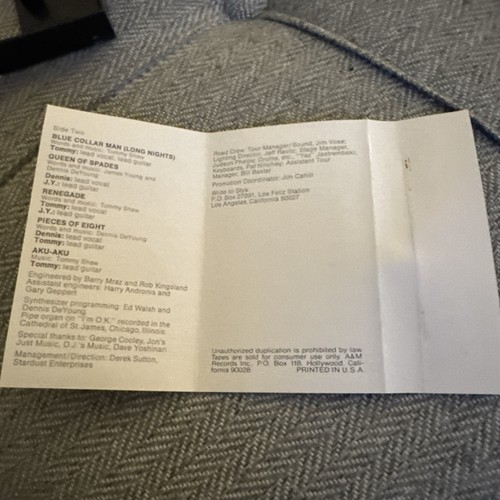 Side Two
BLUE COLLAR MAN (LONG NIGHTS)
Words and music: Tommy Shaw
Tommy: lead vocal, lead guitar
QUEEN OF SPADES
Words and music: James Young and
Dennis DeYoung
Dennis: lead vocal
J.Y.: lead guitar
RENEGADE
Words and music: Tommy Shaw
Tommy: lead vocal
J.Y.: lead guitar
PIECES OF EIGHT
Words and music: Dennis DeYoung
Dennis: lead vocal
Tommy: lead guitar
AKU-AKU
Music: Tommy Shaw
Tommy: lead guitar
Engineered by Barry Mraz and Rob Kingsland
Assistant engineers: Harry Andronis and
Gary Geppert
Synthesizer programming: Ed Walsh and
Dennis DeYoung
Pipe organ on "I'm O.K." recorded in the
Cathedral of St. James, Chicago, Illinois.
Special thanks to: George Cooley, Jon's
Just Music, D.J.'s Music, Dave Yoshinari
Management/Direction: Derek Sutton,
Stardust Enterprises
Road Crew: Tour Manager/Sound, Jim Vose;
Lighting Director, Jeff Ravitz; Stage Manager,
Judson Phelps; Drums, etc., "Yaz"
Keyboards, Pat Assistant Tour
Manager, Bill Baxter
Promotion Coordinator: Jim Cahill
Write to Styx
P.O. Box 27091, Los Feliz Station
Los Angeles, California 90027
Unauthorized duplication is prohibited by law
Tapes are sold for consumer use only. A&M
Records Inc., P.O. Box 118, Hollywood, Cali-
fornia 90028 PRINTED IN U.S.A.